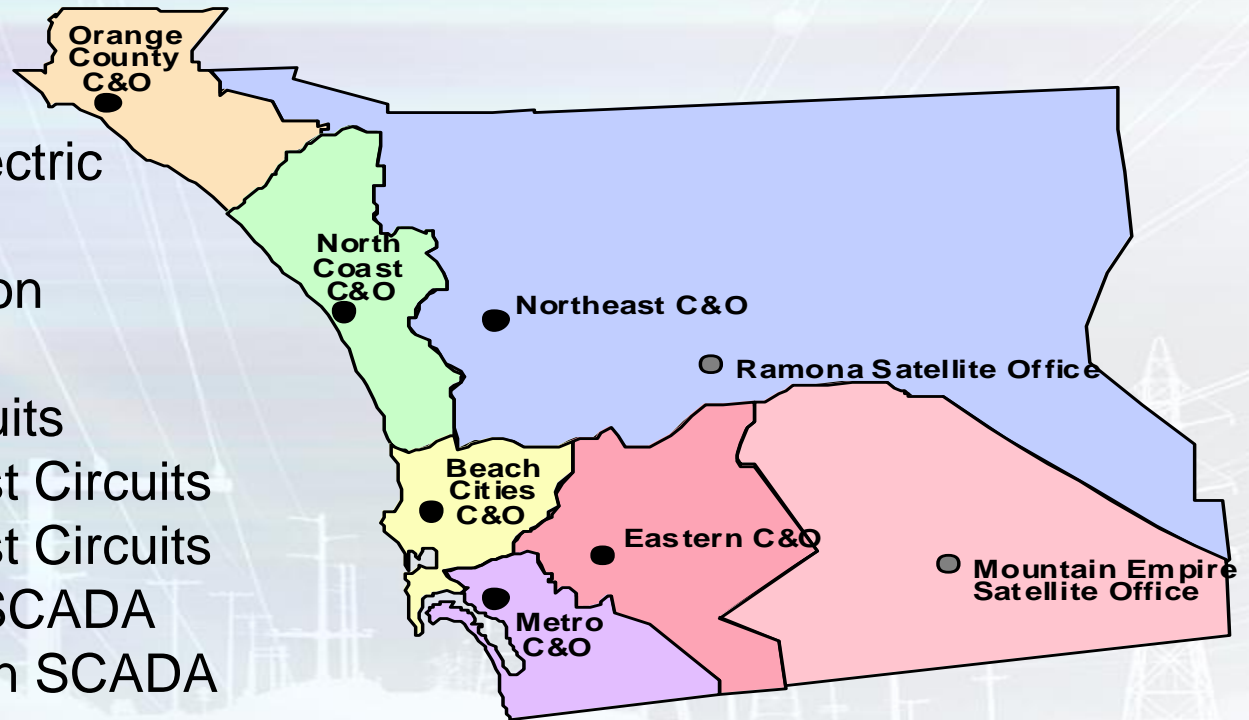 ectric
on
uits
st Circuits
st Circuits
SCADA
n SCADA
Orange
County
C&O
North
Coast
C&O
Northeast C&O
Ramona Satellite Office
Beach
Cities
C&O
Eastern C&O
Mountain Empire
Satellite Office
Metro
C&O